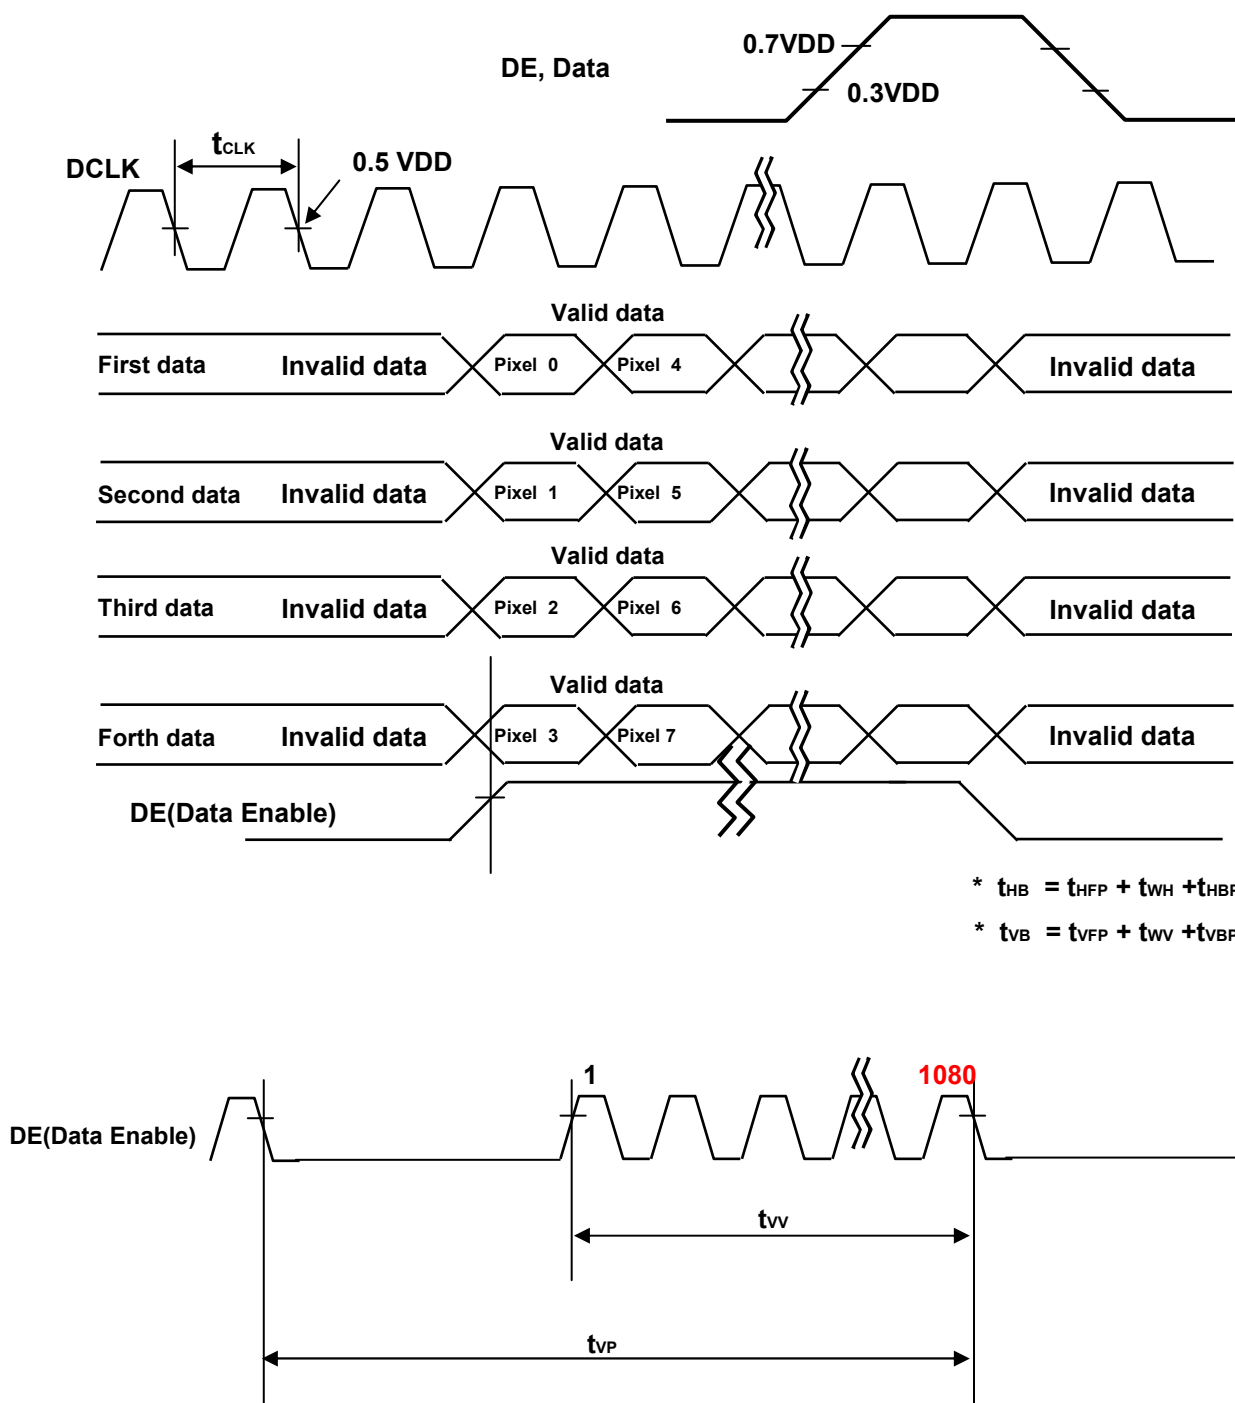 0.7VDD
DE, Data
0.3VDD
tCLK
0.5 VDD
DCLK
Valid data
First data Invalid data Pixel 0 Pixel 4 Invalid data
Valid data
Second data Invalid data Pixel 1 Pixel 5 Invalid data
Valid data
Third data Invalid data Pixel 2 Pixel 6 Invalid data
Valid data
Forth data Invalid data Pixel 3 Pixel 7 Invalid data
DE(Data Enable)
* tHB = tHFP + tWH +tHBP
* tVB = tVFP + tWV +tVBP
1 1080
DE(Data Enable)
tVV
tVP